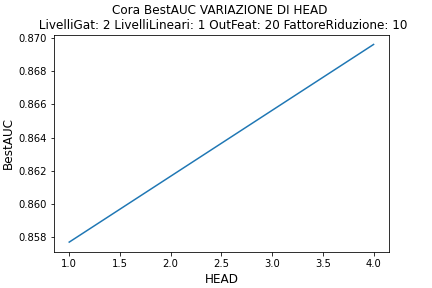 Cora BestAUC VARIAZIONE DI HEAD
LivelliGat: 2 LivelliLineari: 1 OutFeat: 20 FattoreRiduzione: 10
0.870
0.868
0.866
0.864
0.862
0.860
0.858
BestAUC
1.0 1.5 2.0 2.5 3.0 3.5 4.0
HEAD